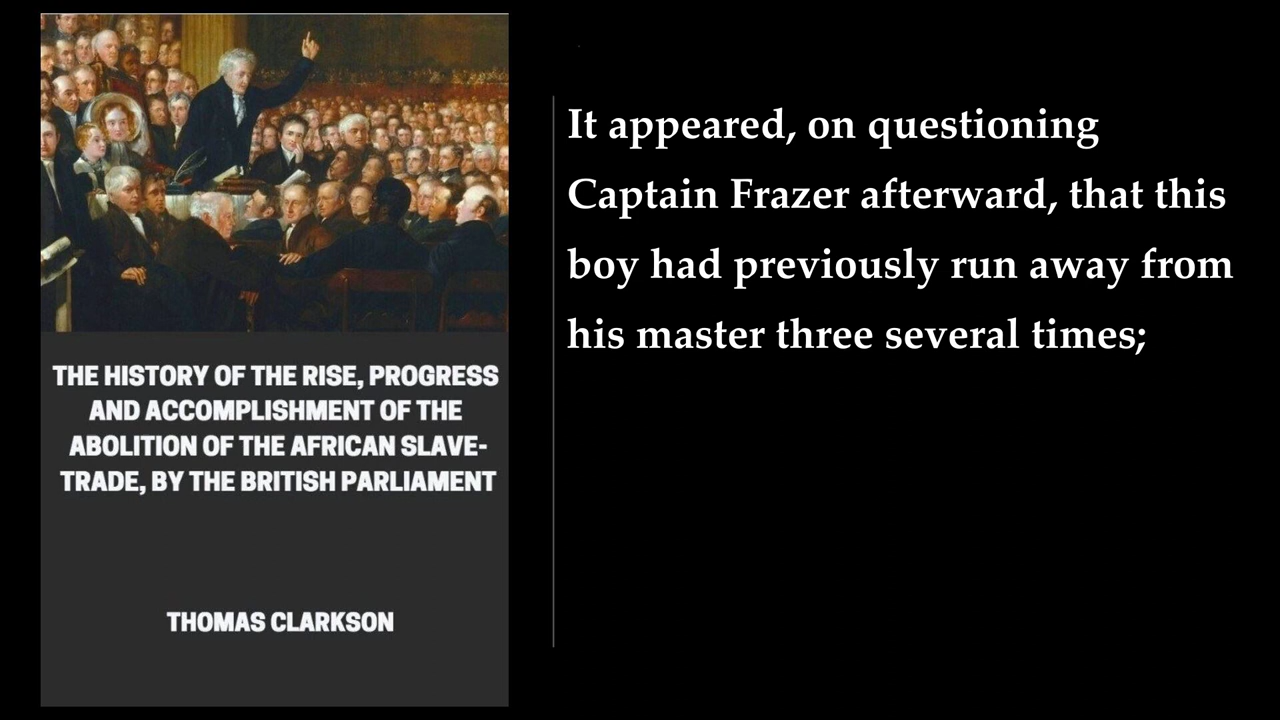 THE HISTORY OF THE RISE, PROGRESS
AND ACCOMPLISHMENT OF THE
ABOLITION OF THE AFRICAN SLAVE-
TRADE, BY THE BRITISH PARLIAMENT
THOMAS CLARKSON
It appeared, on questioning
Captain Frazer afterward, that this
boy had previously run away from
his master three several times;